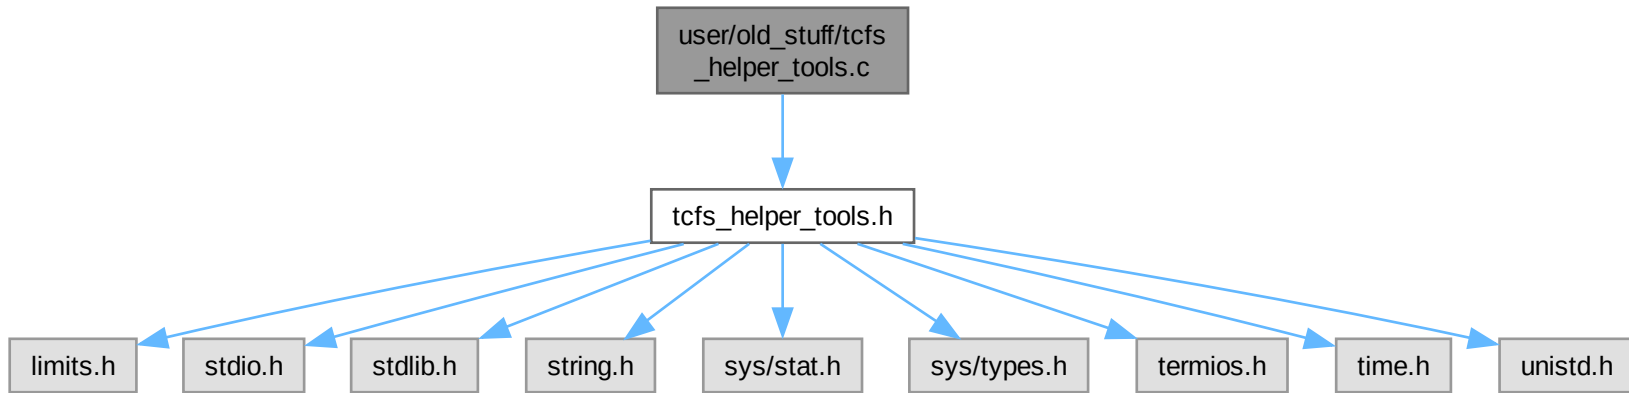 user/old_stuff/tcfs
_helper_tools.c
tcfs_helper_tools.h
limits.h
stdio.h
stdlib.h
string.h
sys/stat.h
sys/types.h
termios.h
time.h
unistd.h